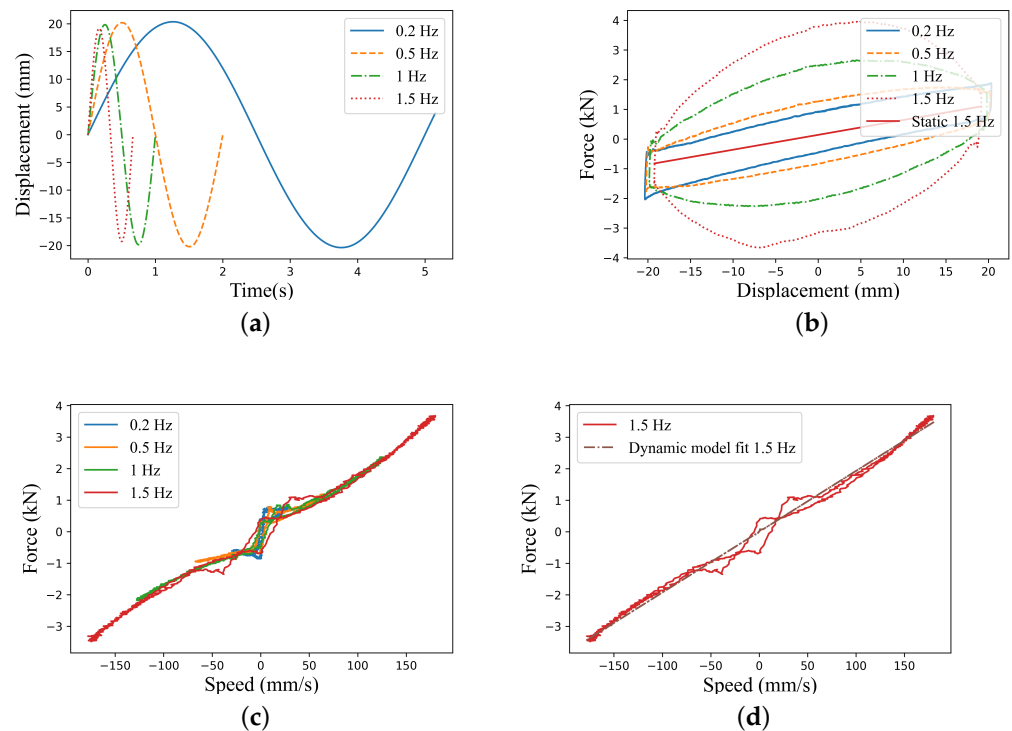 0.2 Hz
0.5 Hz
1 Hz
1.5 Hz
20
15
10
5
0
−5
−10
−15
−20
Displacement (mm)
0 1 2 3 4 5
Time(s)
(a)
0.2 Hz
0.5 Hz
1 Hz
1.5 Hz
Static 1.5 Hz
4
3
2
1
0
−1
−2
−3
−4
Force (kN)
−20 −15 −10 −5 0 5 10 15 20
Displacement (mm)
(b)
0.2 Hz
0.5 Hz
1 Hz
1.5 Hz
4
3
2
1
0
−1
−2
−3
Force (kN)
−150 −100 −50 0 50 100 150
Speed (mm/s)
(c)
1.5 Hz
Dynamic model fit 1.5 Hz
4
3
2
1
0
−1
−2
−3
Force (kN)
−150 −100 −50 0 50 100 150
Speed (mm/s)
(d)